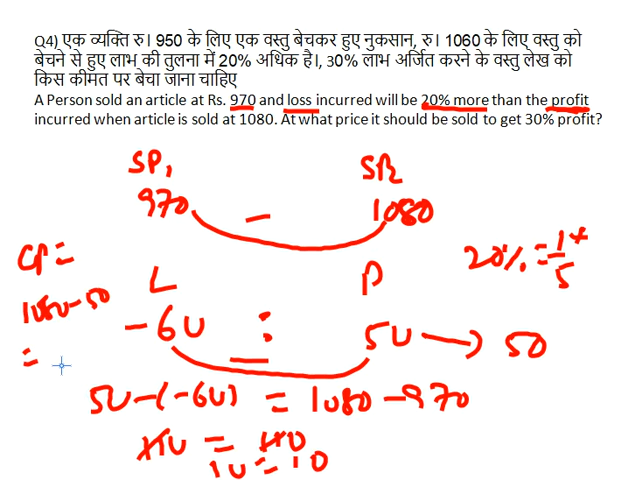 Q4) एक व्यक्ति रु। 950 के लिए एक वस्तु बेचकर हुए नुकसान, रु। 1060 के लिए वस्तु को
बेचने से हुए लाभ की तुलना में 20% अधिक है।, 30% लाभ अर्जित करने के वस्तु लेख को
किस कीमत पर बेचा जाना चाहिए
A Person sold an article at Rs. 970 and loss incurred will be 20% more than the profit
incurred when article is sold at 1080. At what price it should be sold to get 30% profit?
SP1 SP2
970 - 1080
20% = 1/5 +
CP =
L P
1080-50
-6U : 5U → 50
=
5U-(-6U) = 1080-970
11U = 110
1U = 10